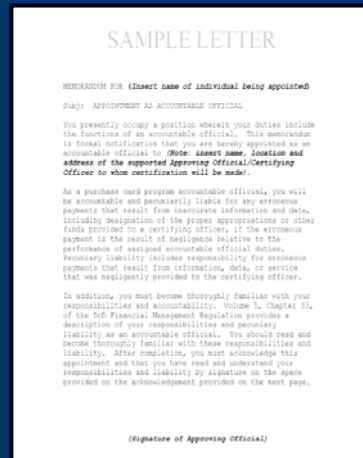 SAMPLE LETTER
MEMORANDUM FOR (Insert name of individual being appointed)
Subj: APPOINTMENT AS ACCOUNTABLE OFFICIAL
You presently occupy a position wherein your duties include
the functions of an accountable official. This memorandum
is formal notification that you are hereby appointed as an
accountable official to (Note: insert name, location and
address of the supported Approving Official/Certifying
Officer to whom certification will be made).
As a purchase card program accountable official, you will
be accountable and pecuniarily liable for any erroneous
payments that result from inaccurate information and data,
including designation of the proper appropriations or other
funds provided to a certifying officer, if the erroneous
payment is the result of negligence relative to the
performance of assigned accountable official duties.
Pecuniary liability includes responsibility for erroneous
payments that result from information, data, or service
that was negligently provided to the certifying officer.
In addition, you must become thoroughly familiar with your
responsibilities and accountability. Volume 5, Chapter 33,
of the DoD Financial Management Regulation provides a
description of your responsibilities and pecuniary
liability as an accountable official. You should read and
become thoroughly familiar with these responsibilities and
liability. After completion, you must acknowledge this
appointment and that you have read and understand your
responsibilities and liability by signature on the space
provided on the acknowledgement provided on the next page.
(Signature of Approving Official)